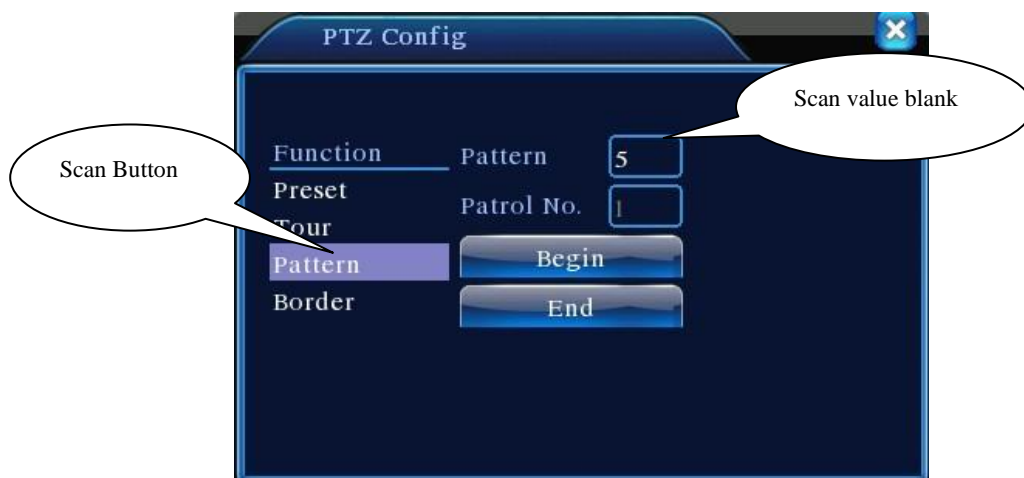 PTZ Config
Scan value blank
Scan Button
Function
Pattern 5
Preset
Patrol No. 1
Tour
Pattern
Begin
Border
End